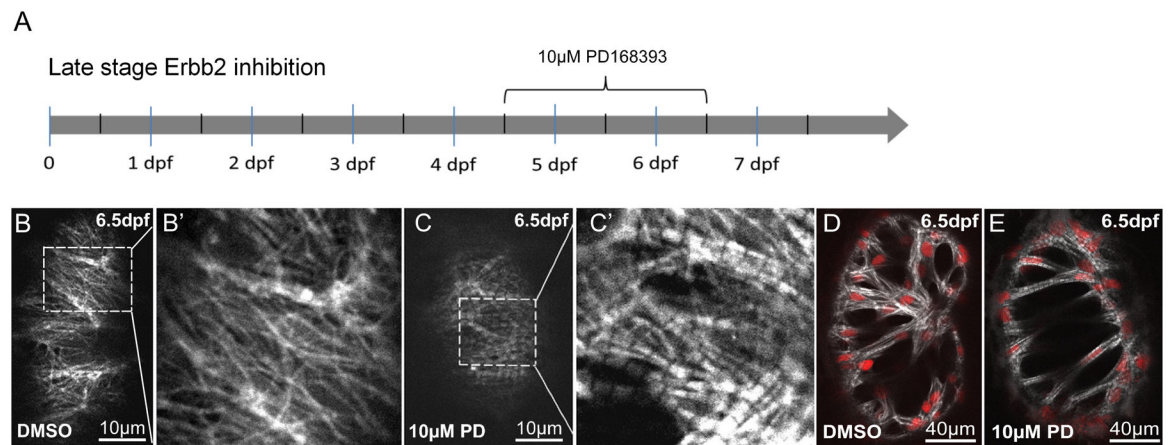 A
10μM PD168393
Late stage Erbb2 inhibition
0 1 dpf 2 dpf 3 dpf 4 dpf 5 dpf 6 dpf 7 dpf
B 6.5dpf B’ C 6.5dpf C’ D 6.5dpf E 6.5dpf
DMSO 10μm 10μM PD 10μm DMSO 40μm 10μM PD 40μm